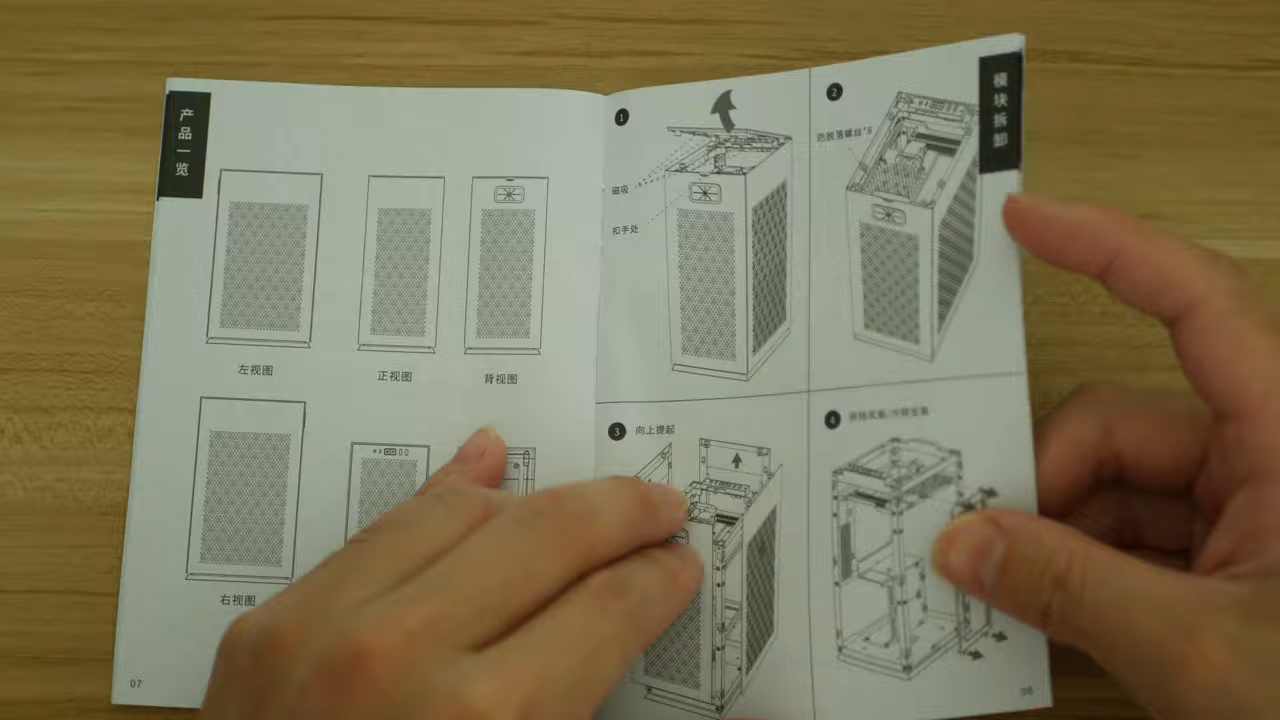 产品一览
左视图
正视图
背视图
右视图
07
模块拆卸
1
磁吸
扣手处
2
防脱落螺丝*8
3
向上提起
4
08